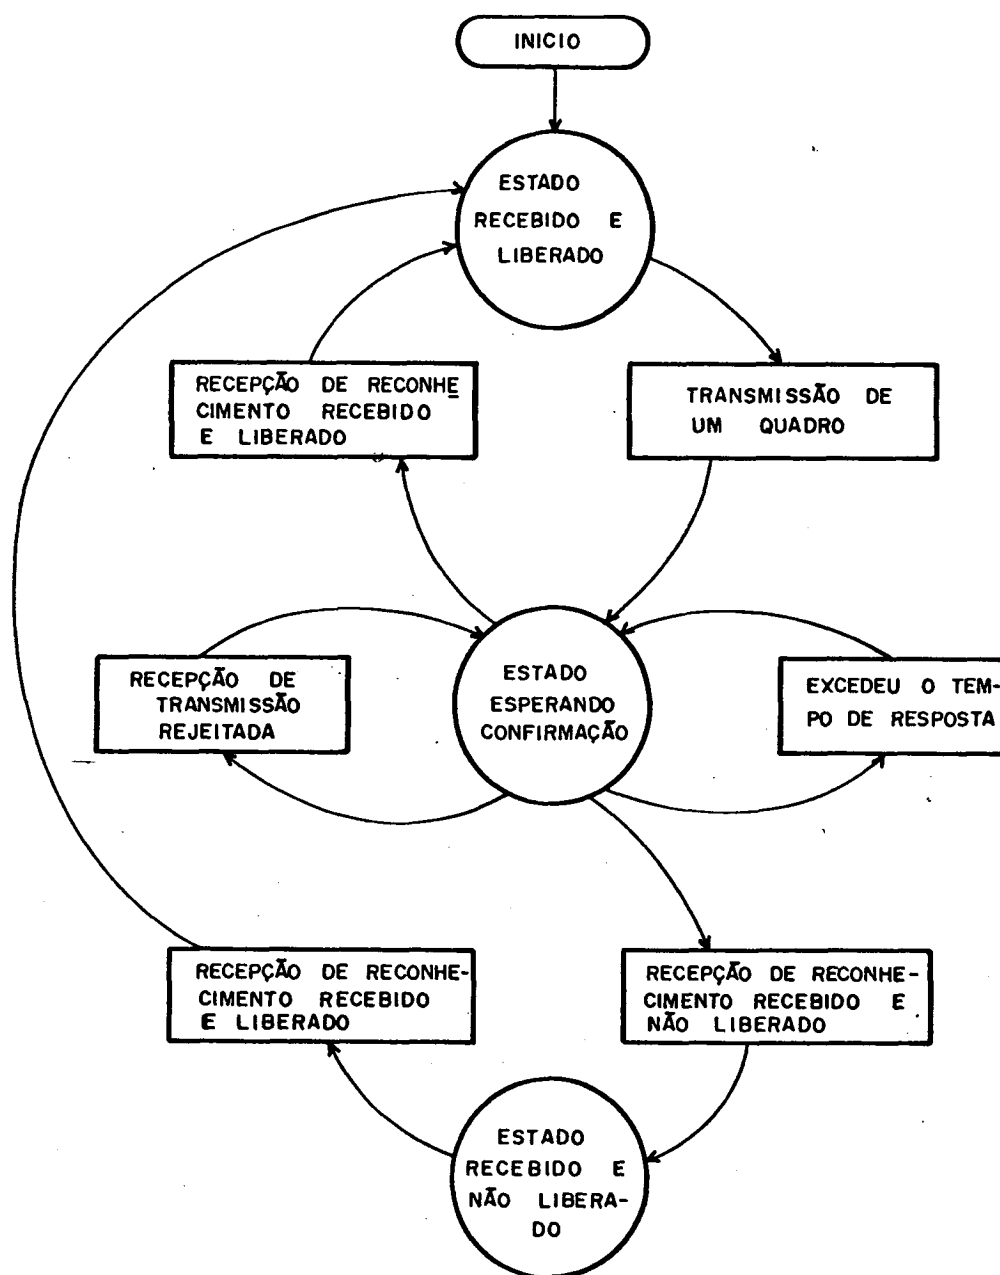 INICIO
ESTADO
RECEBIDO E
LIBERADO
RECEPÇÃO DE RECONHE
CIMENTO RECEBIDO
E LIBERADO
TRANSMISSÃO DE
UM QUADRO
RECEPÇÃO DE
TRANSMISSÃO
REJEITADA
ESTADO
ESPERANDO
CONFIRMAÇÃO
EXCEDEU O TEM-
PO DE RESPOSTA
RECEPÇÃO DE RECONHE-
CIMENTO RECEBIDO
E LIBERADO
RECEPÇÃO DE RECONHE-
CIMENTO RECEBIDO E
NÃO LIBERADO
ESTADO
RECEBIDO E
NÃO LIBERA-
DO